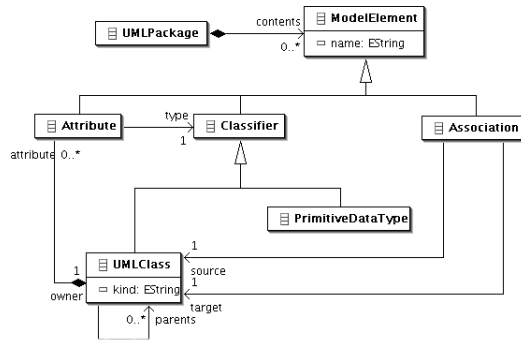 contents
ModelElement
UMLPackage
0..*
name: EString
type
Attribute
Classifier
Association
1
attribute 0..*
PrimitiveDataType
1
1
UMLClass
source
owner
kind: EString
1
target
0..* parents